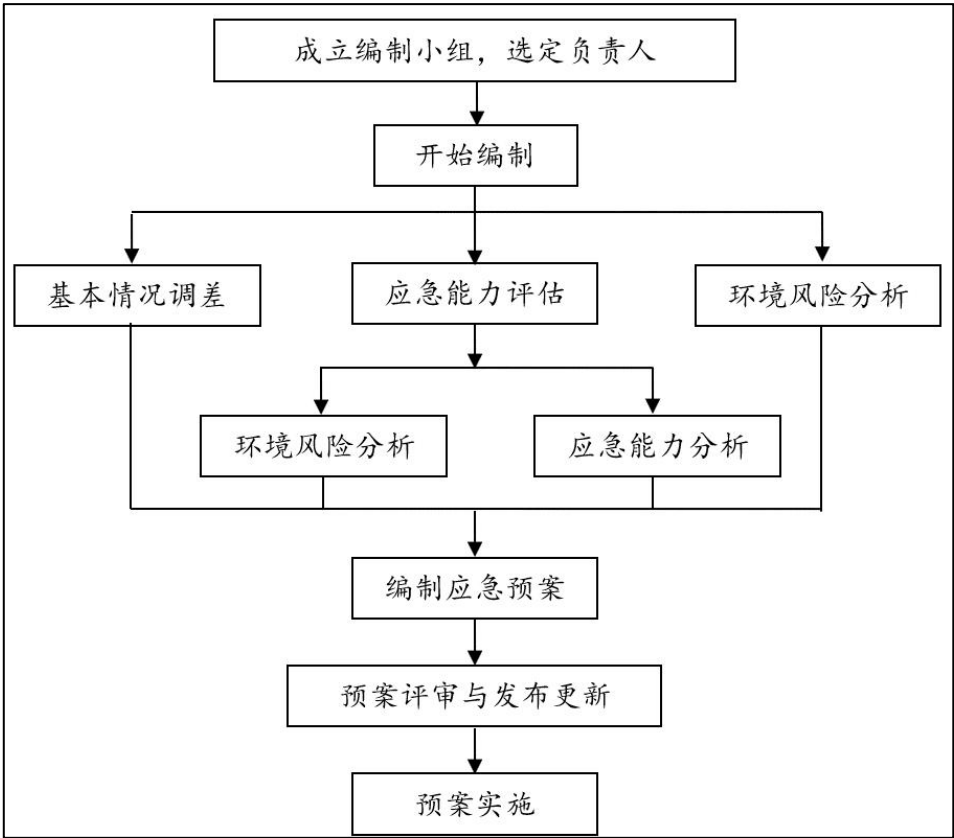 成立编制小组，选定负责人
开始编制
基本情况调差
应急能力评估
环境风险分析
环境风险分析
应急能力分析
编制应急预案
预案评审与发布更新
预案实施